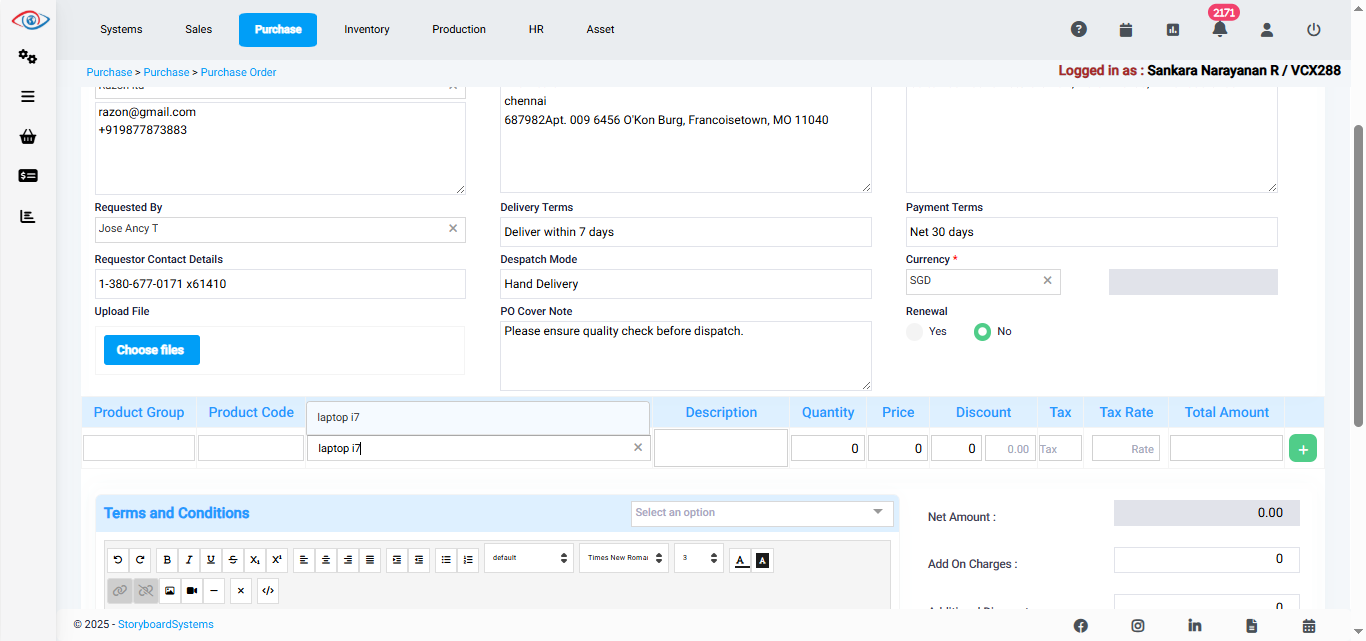 Systems Sales Purchase Inventory Production HR Asset 2171
Purchase > Purchase > Purchase Order
Logged in as : Sankara Narayanan R / VCX288
razon@gmail.com
+919877873883
chennai
687982Apt. 009 6456 O'Kon Burg, Francoisetown, MO 11040
Requested By Delivery Terms Payment Terms
Jose Ancy T Deliver within 7 days Net 30 days
Requestor Contact Details Despatch Mode Currency *
1-380-677-0171 x61410 Hand Delivery SGD
Upload File PO Cover Note Renewal
Choose files Please ensure quality check before dispatch. Yes No
Product Group Product Code laptop i7 Description Quantity Price Discount Tax Tax Rate Total Amount
laptop i7 0 0 0 0.00 Tax Rate +
Terms and Conditions Select an option Net Amount : 0.00
Add On Charges : 0
default Times New Roma 3
0
© 2025 - StoryboardSystems